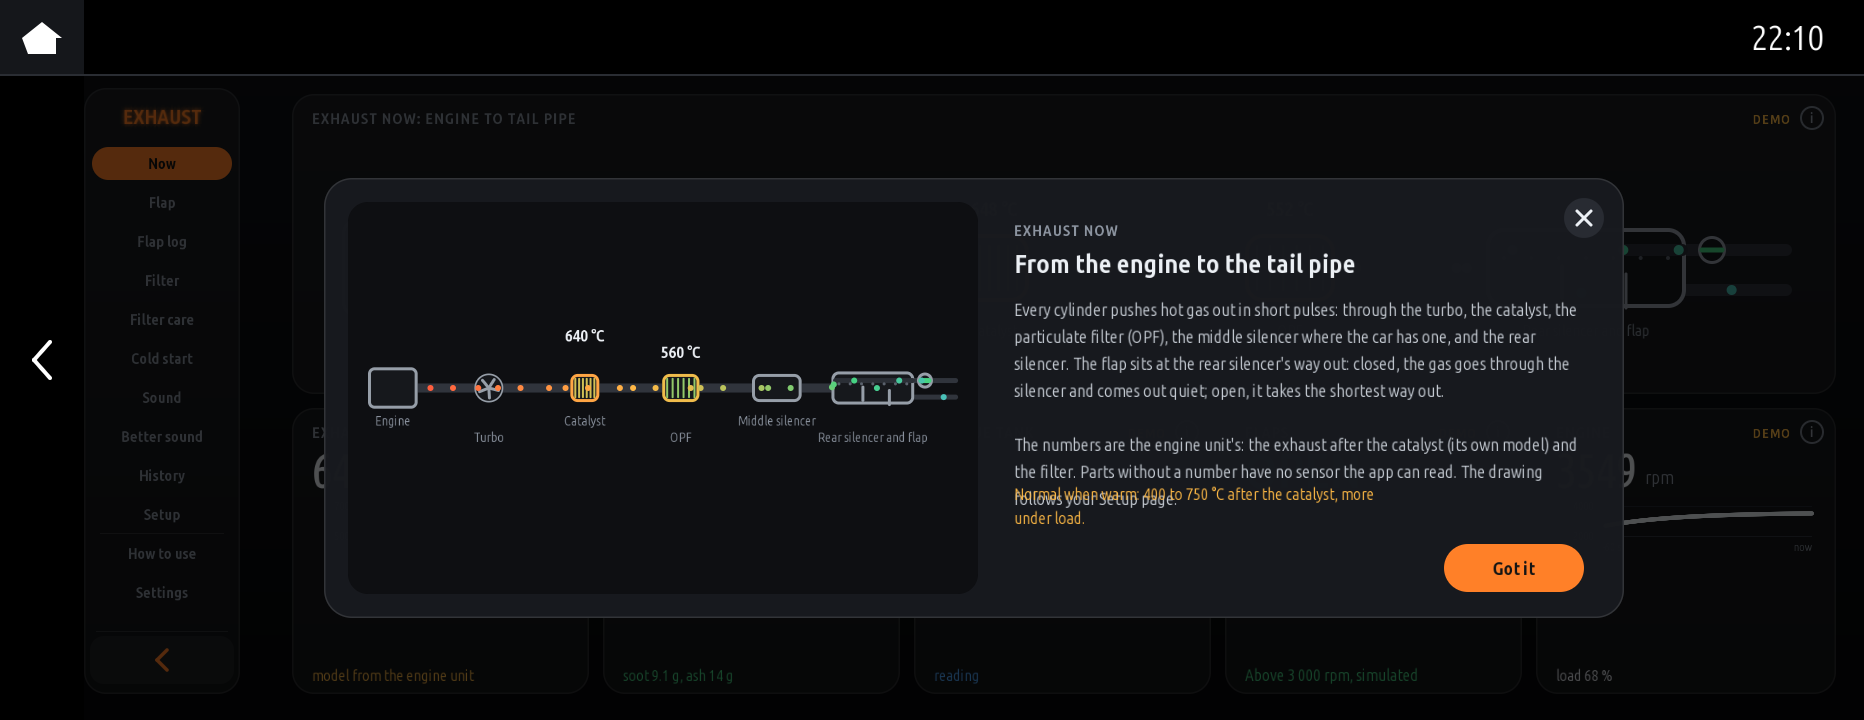 22:10
EXHAUST
Now
Flap
Flap log
Filter
Filter care
Cold start
Sound
Better sound
History
Setup
How to use
Settings
EXHAUST NOW: ENGINE TO TAIL PIPE
DEMO
i
640 °C
560 °C
Engine
Turbo
Catalyst
OPF
Middle silencer
Rear silencer and flap
EXHAUST NOW
From the engine to the tail pipe
Every cylinder pushes hot gas out in short pulses: through the turbo, the catalyst, the
particulate filter (OPF), the middle silencer where the car has one, and the rear
silencer. The flap sits at the rear silencer's way out: closed, the gas goes through the
silencer and comes out quiet; open, it takes the shortest way out.
The numbers are the engine unit's: the exhaust after the catalyst (its own model) and
the filter. Parts without a number have no sensor the app can read. The drawing
follows your Setup page.
Normal when warm: 400 to 750 °C after the catalyst, more
under load.
Got it
flap
DEMO
i
rpm
now
model from the engine unit
soot 9.1 g, ash 14 g
reading
Above 3 000 rpm, simulated
load 68 %